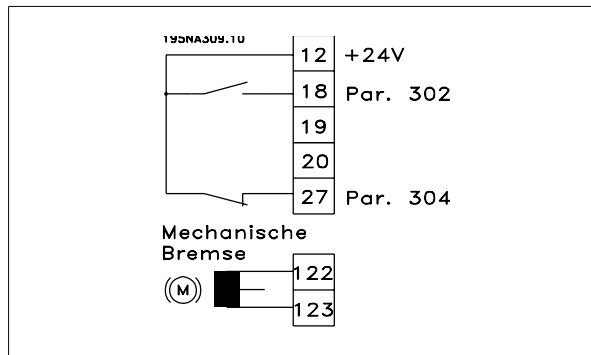 195NA309.10
12 +24V
18 Par. 302
19
20
27 Par. 304
Mechanische
Bremse
M
122
123